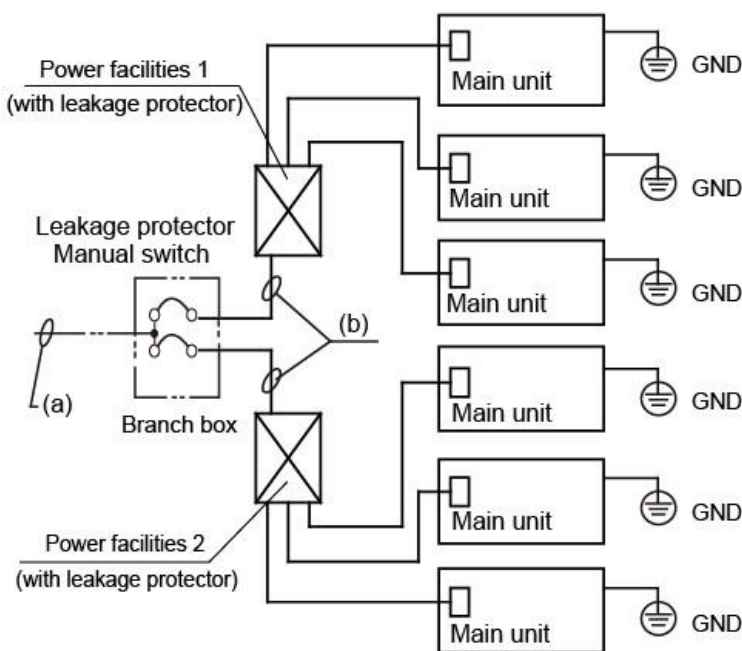 Power facilities 1
(with leakage protector)
Leakage protector
Manual switch
(a)
(b)
Branch box
Power facilities 2
(with leakage protector)
Main unit
GND
Main unit
GND
Main unit
GND
Main unit
GND
Main unit
GND
Main unit
GND